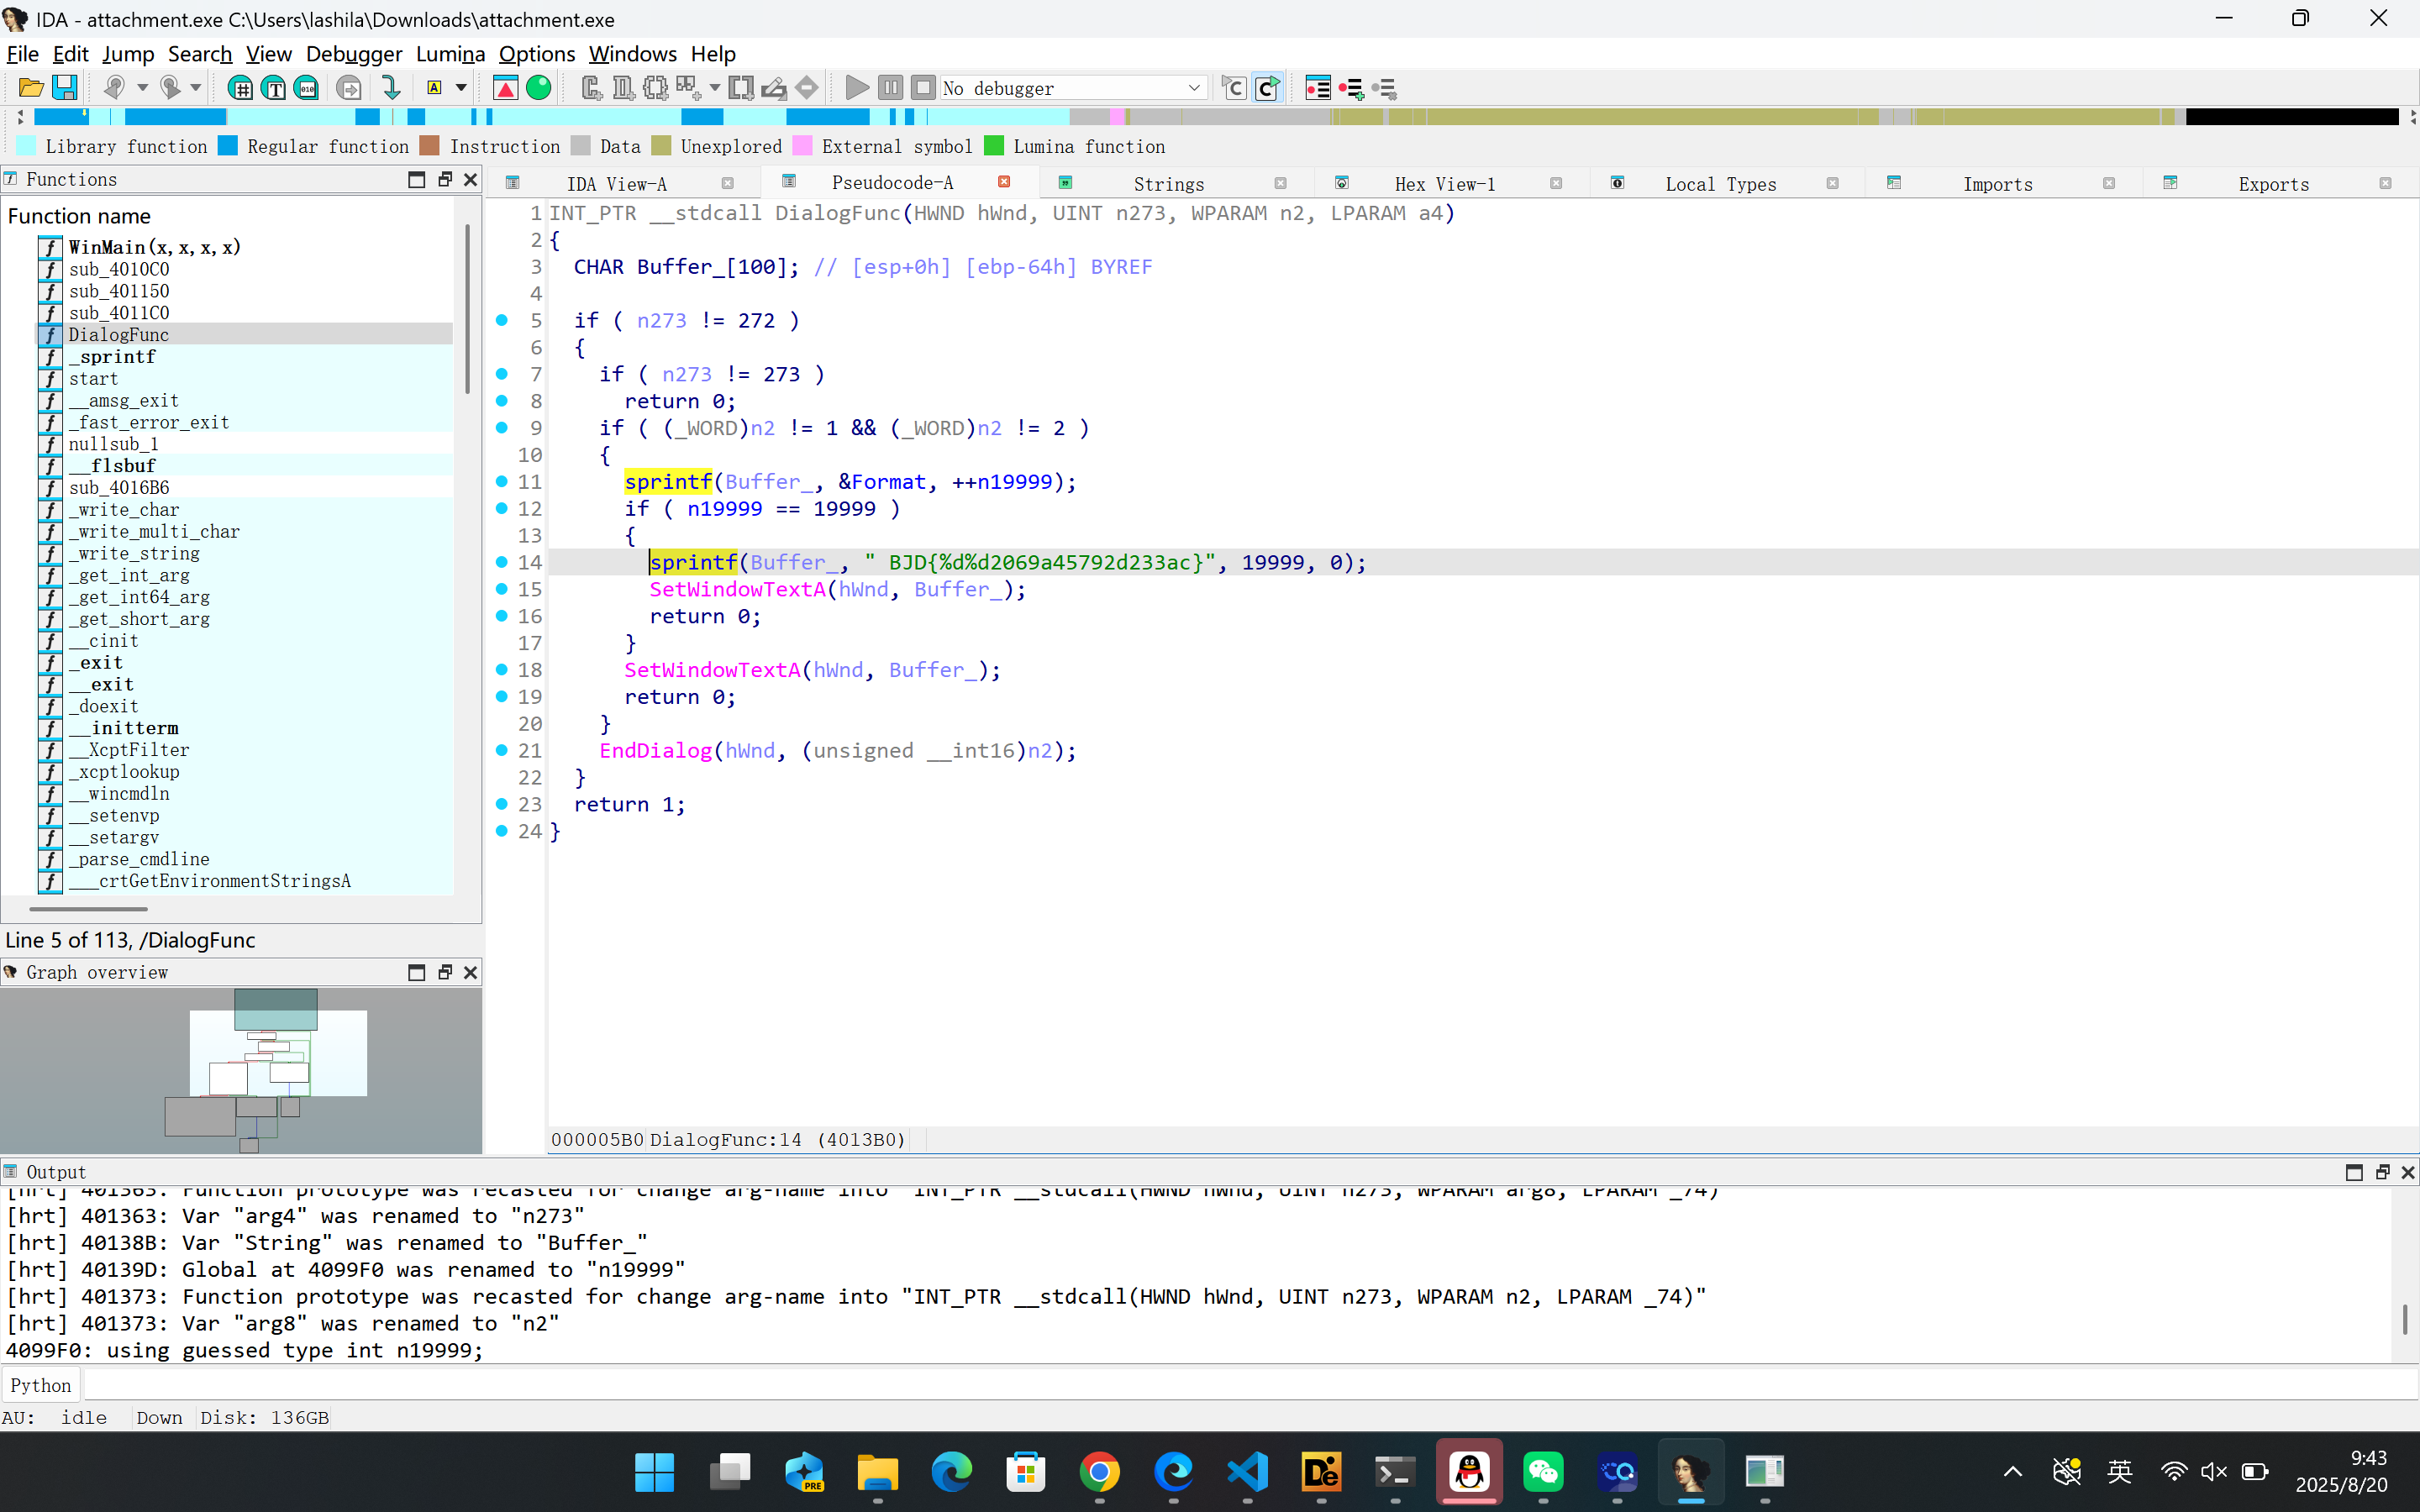 IDA - attachment.exe C:\Users\lashila\Downloads\attachment.exe
File Edit Jump Search View Debugger Lumina Options Windows Help
No debugger
Library function Regular function Instruction Data Unexplored External symbol Lumina function
Functions
Function name
WinMain(x,x,x,x)
sub_4010C0
sub_401150
sub_4011C0
DialogFunc
_sprintf
start
__amsg_exit
_fast_error_exit
nullsub_1
__flsbuf
sub_4016B6
_write_char
_write_multi_char
_write_string
_get_int_arg
_get_int64_arg
_get_short_arg
__cinit
_exit
__exit
_doexit
__initterm
__XcptFilter
_xcptlookup
__wincmdln
__setenvp
__setargv
_parse_cmdline
___crtGetEnvironmentStringsA
Line 5 of 113, /DialogFunc
Graph overview
IDA View-A Pseudocode-A Strings Hex View-1 Local Types Imports Exports
1 INT_PTR __stdcall DialogFunc(HWND hWnd, UINT n273, WPARAM n2, LPARAM a4)
2 {
3 CHAR Buffer_[100]; // [esp+0h] [ebp-64h] BYREF
4
5 if ( n273 != 272 )
6 {
7 if ( n273 != 273 )
8 return 0;
9 if ( (_WORD)n2 != 1 && (_WORD)n2 != 2 )
10 {
11 sprintf(Buffer_, &Format, ++n19999);
12 if ( n19999 == 19999 )
13 {
14 sprintf(Buffer_, " BJD{%d%d2069a45792d233ac}", 19999, 0);
15 SetWindowTextA(hWnd, Buffer_);
16 return 0;
17 }
18 SetWindowTextA(hWnd, Buffer_);
19 return 0;
20 }
21 EndDialog(hWnd, (unsigned __int16)n2);
22 }
23 return 1;
24 }
000005B0 DialogFunc:14 (4013B0)
Output
[hrt] 401363: Function prototype was recasted for change arg-name into "INT_PTR __stdcall(HWND hWnd, UINT n273, WPARAM arg8, LPARAM _74)"
[hrt] 401363: Var "arg4" was renamed to "n273"
[hrt] 40138B: Var "String" was renamed to "Buffer_"
[hrt] 40139D: Global at 4099F0 was renamed to "n19999"
[hrt] 401373: Function prototype was recasted for change arg-name into "INT_PTR __stdcall(HWND hWnd, UINT n273, WPARAM n2, LPARAM _74)"
[hrt] 401373: Var "arg8" was renamed to "n2"
4099F0: using guessed type int n19999;
Python
AU: idle Down Disk: 136GB
PRE
De
英
9:43
2025/8/20